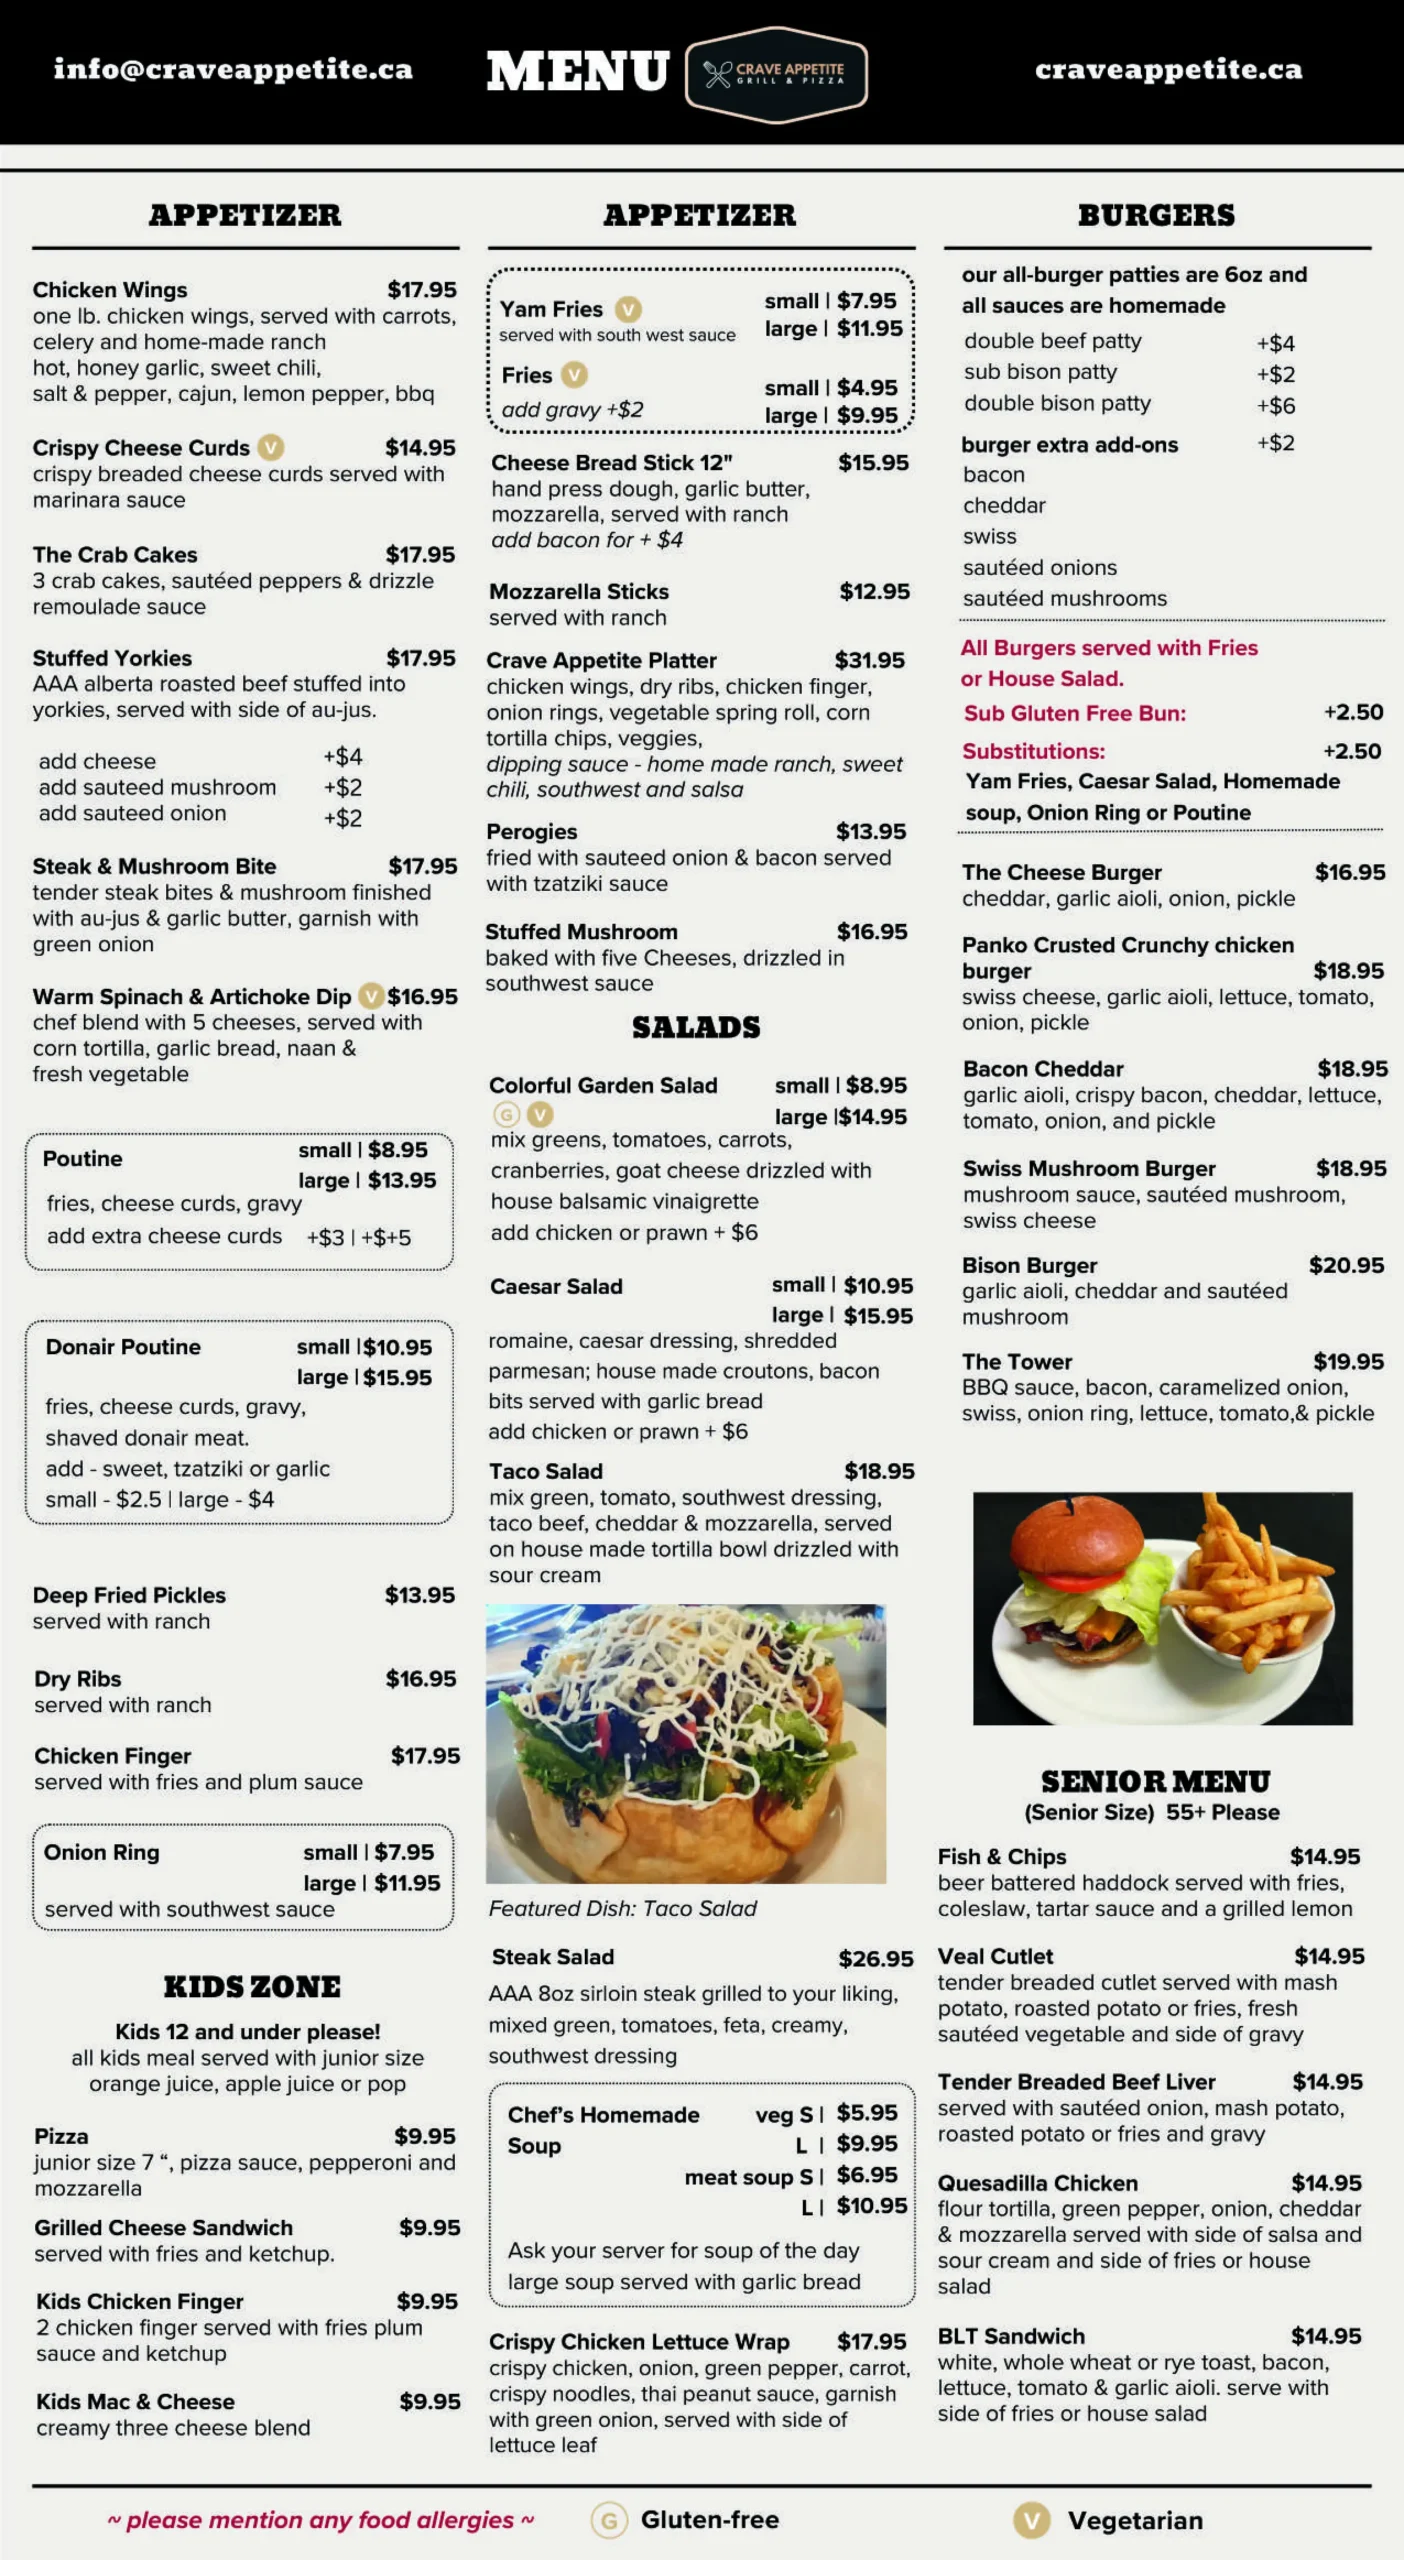 info@craveappetite.ca
MENU
CRAVE APPETITE
GRILL & PIZZA
craveappetite.ca
APPETIZER
Chicken Wings $17.95
one lb. chicken wings, served with carrots,
celery and home-made ranch
hot, honey garlic, sweet chili,
salt & pepper, cajun, lemon pepper, bbq
Crispy Cheese Curds V $14.95
crispy breaded cheese curds served with
marinara sauce
The Crab Cakes $17.95
3 crab cakes, sautéed peppers & drizzle
remoulade sauce
Stuffed Yorkies $17.95
AAA alberta roasted beef stuffed into
yorkies, served with side of au-jus.
add cheese +$4
add sauteed mushroom +$2
add sauteed onion +$2
Steak & Mushroom Bite $17.95
tender steak bites & mushroom finished
with au-jus & garlic butter, garnish with
green onion
Warm Spinach & Artichoke Dip V $16.95
chef blend with 5 cheeses, served with
corn tortilla, garlic bread, naan &
fresh vegetable
Poutine small | $8.95
large | $13.95
fries, cheese curds, gravy
add extra cheese curds +$3 | +$+5
Donair Poutine small | $10.95
large | $15.95
fries, cheese curds, gravy,
shaved donair meat.
add - sweet, tzatziki or garlic
small - $2.5 | large - $4
Deep Fried Pickles $13.95
served with ranch
Dry Ribs $16.95
served with ranch
Chicken Finger $17.95
served with fries and plum sauce
Onion Ring small | $7.95
large | $11.95
served with southwest sauce
KIDS ZONE
Kids 12 and under please!
all kids meal served with junior size
orange juice, apple juice or pop
Pizza $9.95
junior size 7 “, pizza sauce, pepperoni and
mozzarella
Grilled Cheese Sandwich $9.95
served with fries and ketchup.
Kids Chicken Finger $9.95
2 chicken finger served with fries plum
sauce and ketchup
Kids Mac & Cheese $9.95
creamy three cheese blend
APPETIZER
Yam Fries V small | $7.95
served with south west sauce large | $11.95
Fries V small | $4.95
add gravy +$2 large | $9.95
Cheese Bread Stick 12" $15.95
hand press dough, garlic butter,
mozzarella, served with ranch
add bacon for + $4
Mozzarella Sticks $12.95
served with ranch
Crave Appetite Platter $31.95
chicken wings, dry ribs, chicken finger,
onion rings, vegetable spring roll, corn
tortilla chips, veggies,
dipping sauce - home made ranch, sweet
chili, southwest and salsa
Perogies $13.95
fried with sauteed onion & bacon served
with tzatziki sauce
Stuffed Mushroom $16.95
baked with five Cheeses, drizzled in
southwest sauce
SALADS
Colorful Garden Salad small | $8.95
G V large |$14.95
mix greens, tomatoes, carrots,
cranberries, goat cheese drizzled with
house balsamic vinaigrette
add chicken or prawn + $6
Caesar Salad small | $10.95
large | $15.95
romaine, caesar dressing, shredded
parmesan; house made croutons, bacon
bits served with garlic bread
add chicken or prawn + $6
Taco Salad $18.95
mix green, tomato, southwest dressing,
taco beef, cheddar & mozzarella, served
on house made tortilla bowl drizzled with
sour cream
Featured Dish: Taco Salad
Steak Salad $26.95
AAA 8oz sirloin steak grilled to your liking,
mixed green, tomatoes, feta, creamy,
southwest dressing
Chef's Homemade veg S | $5.95
Soup L | $9.95
meat soup S | $6.95
L | $10.95
Ask your server for soup of the day
large soup served with garlic bread
Crispy Chicken Lettuce Wrap $17.95
crispy chicken, onion, green pepper, carrot,
crispy noodles, thai peanut sauce, garnish
with green onion, served with side of
lettuce leaf
BURGERS
our all-burger patties are 6oz and
all sauces are homemade
double beef patty +$4
sub bison patty +$2
double bison patty +$6
burger extra add-ons +$2
bacon
cheddar
swiss
sautéed onions
sautéed mushrooms
All Burgers served with Fries
or House Salad.
Sub Gluten Free Bun: +2.50
Substitutions: +2.50
Yam Fries, Caesar Salad, Homemade
soup, Onion Ring or Poutine
The Cheese Burger $16.95
cheddar, garlic aioli, onion, pickle
Panko Crusted Crunchy chicken
burger $18.95
swiss cheese, garlic aioli, lettuce, tomato,
onion, pickle
Bacon Cheddar $18.95
garlic aioli, crispy bacon, cheddar, lettuce,
tomato, onion, and pickle
Swiss Mushroom Burger $18.95
mushroom sauce, sautéed mushroom,
swiss cheese
Bison Burger $20.95
garlic aioli, cheddar and sautéed
mushroom
The Tower $19.95
BBQ sauce, bacon, caramelized onion,
swiss, onion ring, lettuce, tomato,& pickle
SENIOR MENU
(Senior Size) 55+ Please
Fish & Chips $14.95
beer battered haddock served with fries,
coleslaw, tartar sauce and a grilled lemon
Veal Cutlet $14.95
tender breaded cutlet served with mash
potato, roasted potato or fries, fresh
sautéed vegetable and side of gravy
Tender Breaded Beef Liver $14.95
served with sautéed onion, mash potato,
roasted potato or fries and gravy
Quesadilla Chicken $14.95
flour tortilla, green pepper, onion, cheddar
& mozzarella served with side of salsa and
sour cream and side of fries or house
salad
BLT Sandwich $14.95
white, whole wheat or rye toast, bacon,
lettuce, tomato & garlic aioli. serve with
side of fries or house salad
~ please mention any food allergies ~
G Gluten-free
V Vegetarian